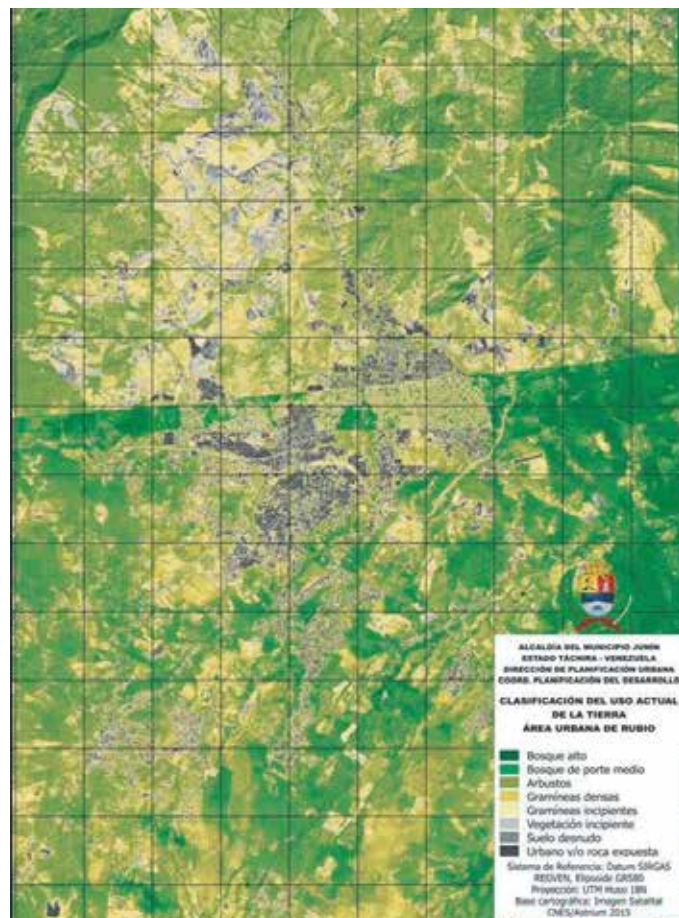 ALCALDÍA DEL MUNICIPIO JUNÍN
ESTADO TÁCHIRA - VENEZUELA
DIRECCIÓN DE PLANIFICACIÓN URBANA
COORD. PLANIFICACIÓN DEL DESARROLLO
CLASIFICACIÓN DEL USO ACTUAL
DE LA TIERRA
ÁREA URBANA DE RUBIO
Bosque alto
Bosque de porte medio
Arbustos
Gramíneas densas
Gramíneas incipientes
Vegetación incipiente
Suelo desnudo
Urbano y/o roca expuesta
Sistema de Referencia: Datum SIRGAS
REGVEN, Elipsoide GRS80
Proyección: UTM Huso 18N
Base cartográfica: Imagen Satelital
CNES/Astrium 2015